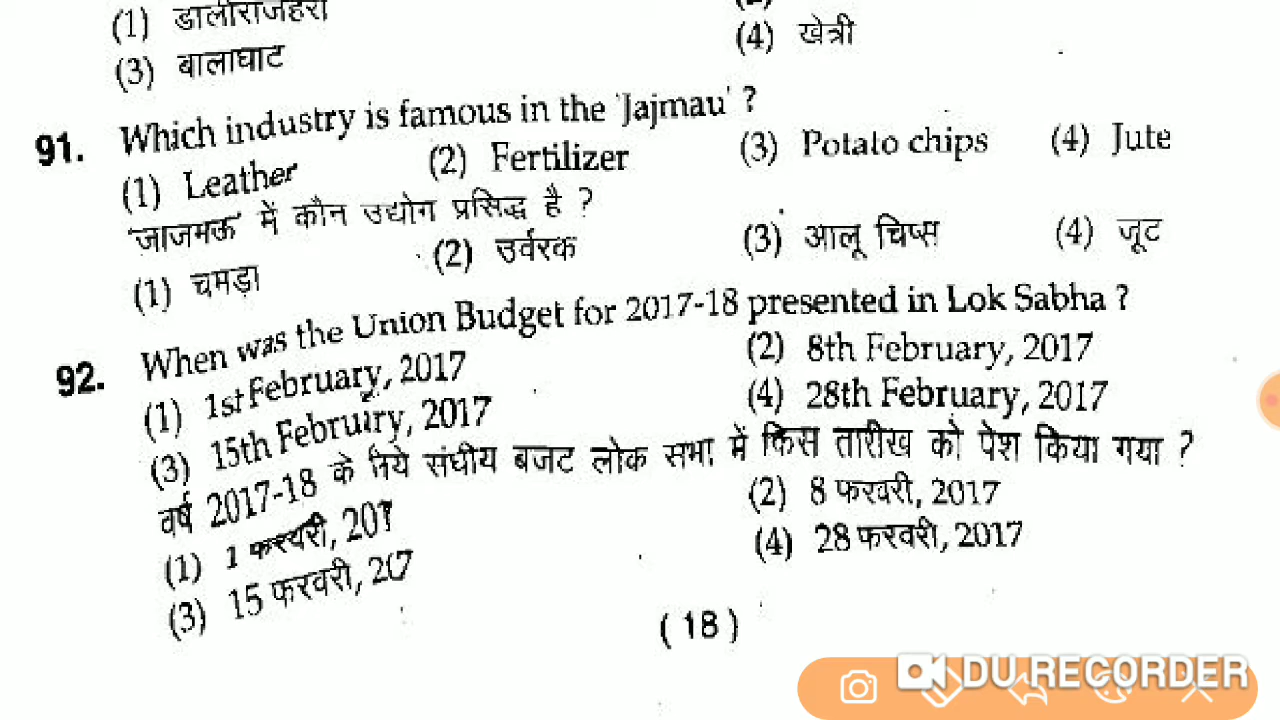 (1) डालीराजहरा
(4) खेत्री
(3) बालाघाट
91. Which industry is famous in the 'Jajmau' ?
(1) Leather (2) Fertilizer (3) Potato chips (4) Jute
'जाजमऊ' में कौन उद्योग प्रसिद्ध है ?
(1) चमड़ा (2) उर्वरक (3) आलू चिप्स (4) जूट
92. When was the Union Budget for 2017-18 presented in Lok Sabha ?
(1) 1st February, 2017 (2) 8th February, 2017
(3) 15th February, 2017 (4) 28th February, 2017
वर्ष 2017-18 के लिये संघीय बजट लोक सभा में किस तारीख को पेश किया गया ?
(1) 1 फरवरी, 201 (2) 8 फरवरी, 2017
(3) 15 फरवरी, 20 (4) 28 फरवरी, 2017
( 18 )
DU RECORDER